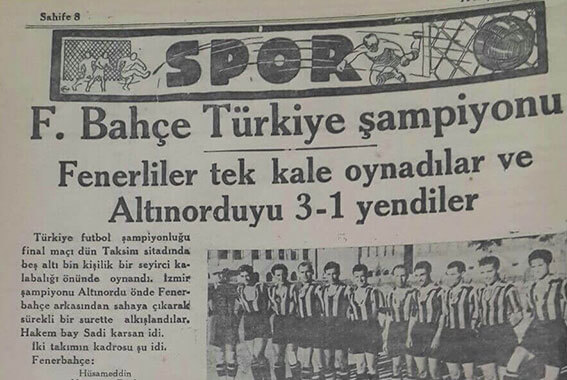 Sahife 8
SPOR
F. Bahçe Türkiye şampiyonu
Fenerliler tek kale oynadılar ve
Altınorduyu 3-1 yendiler
Türkiye futbol şampiyonluğu
final maçı dün Taksim sitadında
beş altı bin kişilik bir seyirci ka-
labalığı önünde oynandı. İzmir
şampiyonu Altınordu önde Fener-
bahçe arkasından sahaya çıkarak
sürekli bir surette alkışlandılar.
Hakem bay Sadi karsan idi.
İki takımın kadrosu şu idi.
Fenerbahçe:
Hüsameddin